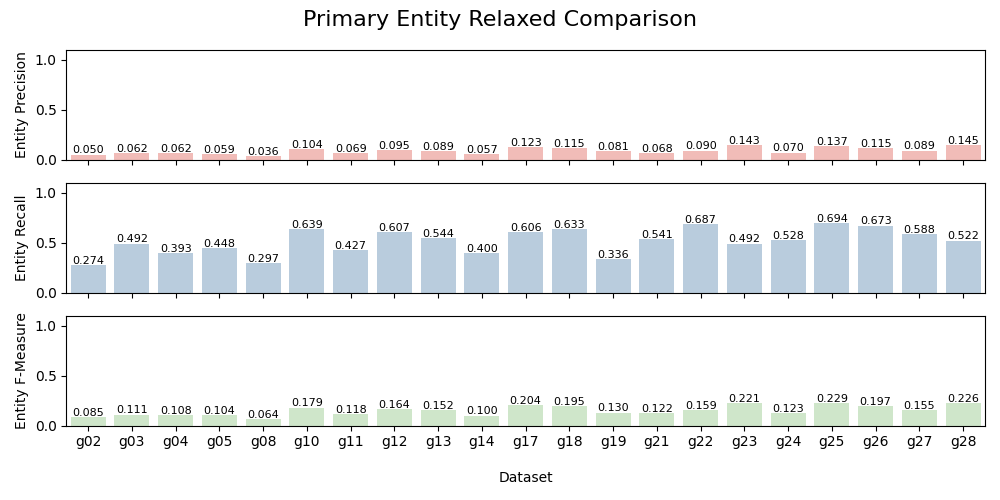 Primary Entity Relaxed Comparison
Entity Precision
1.0
0.5
0.0
0.050 0.062 0.062 0.059 0.036 0.104 0.069 0.095 0.089 0.057 0.123 0.115 0.081 0.068 0.090 0.143 0.070 0.137 0.115 0.089 0.145
Entity Recall
1.0
0.5
0.0
0.274 0.492 0.393 0.448 0.297 0.639 0.427 0.607 0.544 0.400 0.606 0.633 0.336 0.541 0.687 0.492 0.528 0.694 0.673 0.588 0.522
Entity F-Measure
1.0
0.5
0.0
0.085 0.111 0.108 0.104 0.064 0.179 0.118 0.164 0.152 0.100 0.204 0.195 0.130 0.122 0.159 0.221 0.123 0.229 0.197 0.155 0.226
g02 g03 g04 g05 g08 g10 g11 g12 g13 g14 g17 g18 g19 g21 g22 g23 g24 g25 g26 g27 g28
Dataset